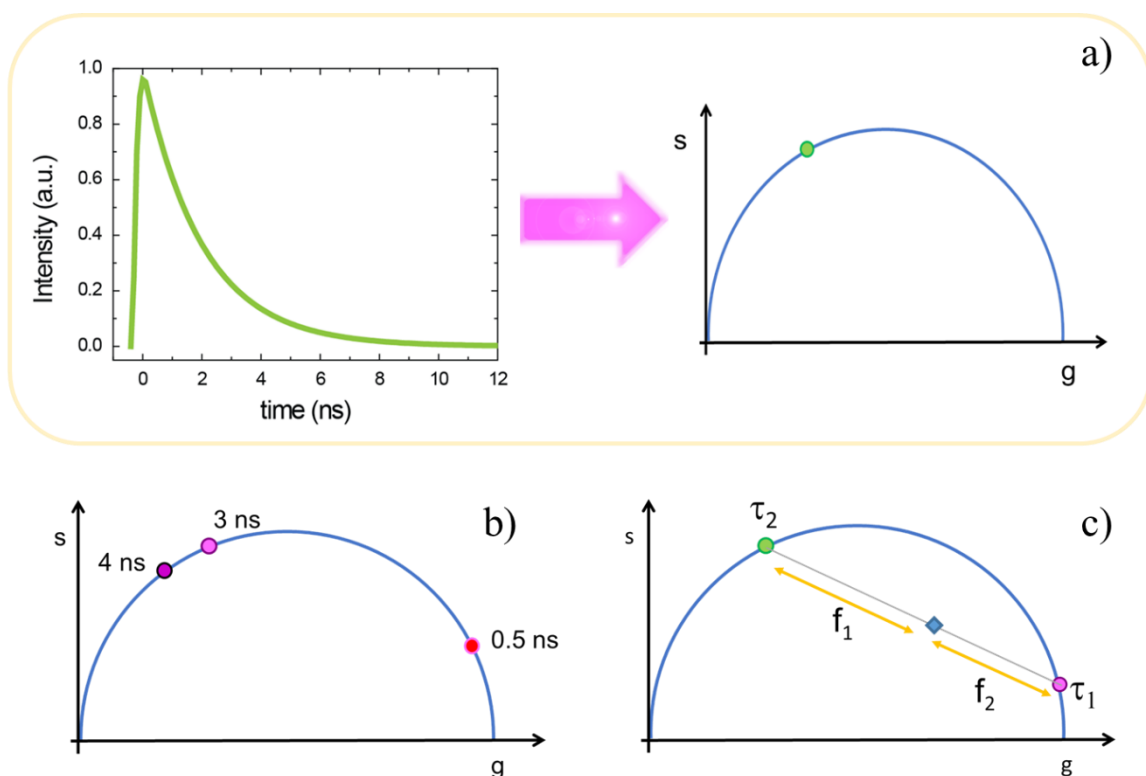 a)
1.0
0.8
0.6
0.4
0.2
0.0
Intensity (a.u.)
0 2 4 6 8 10 12
time (ns)
s
g
b)
s
3 ns
4 ns
0.5 ns
g
c)
s
τ2
f1
f2
τ1
g